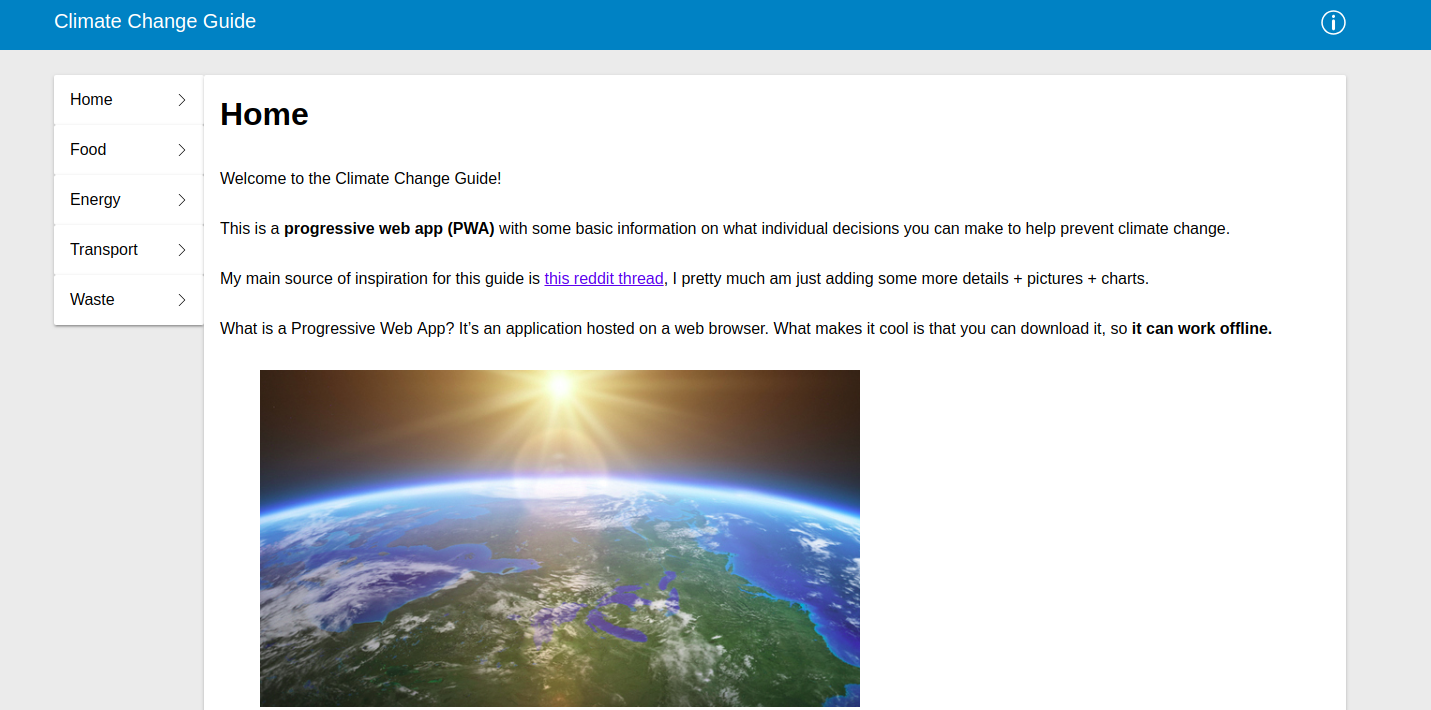 Climate Change Guide
Home
Food
Energy
Transport
Waste
Home
Welcome to the Climate Change Guide!
This is a progressive web app (PWA) with some basic information on what individual decisions you can make to help prevent climate change.
My main source of inspiration for this guide is this reddit thread, I pretty much am just adding some more details + pictures + charts.
What is a Progressive Web App? It’s an application hosted on a web browser. What makes it cool is that you can download it, so it can work offline.